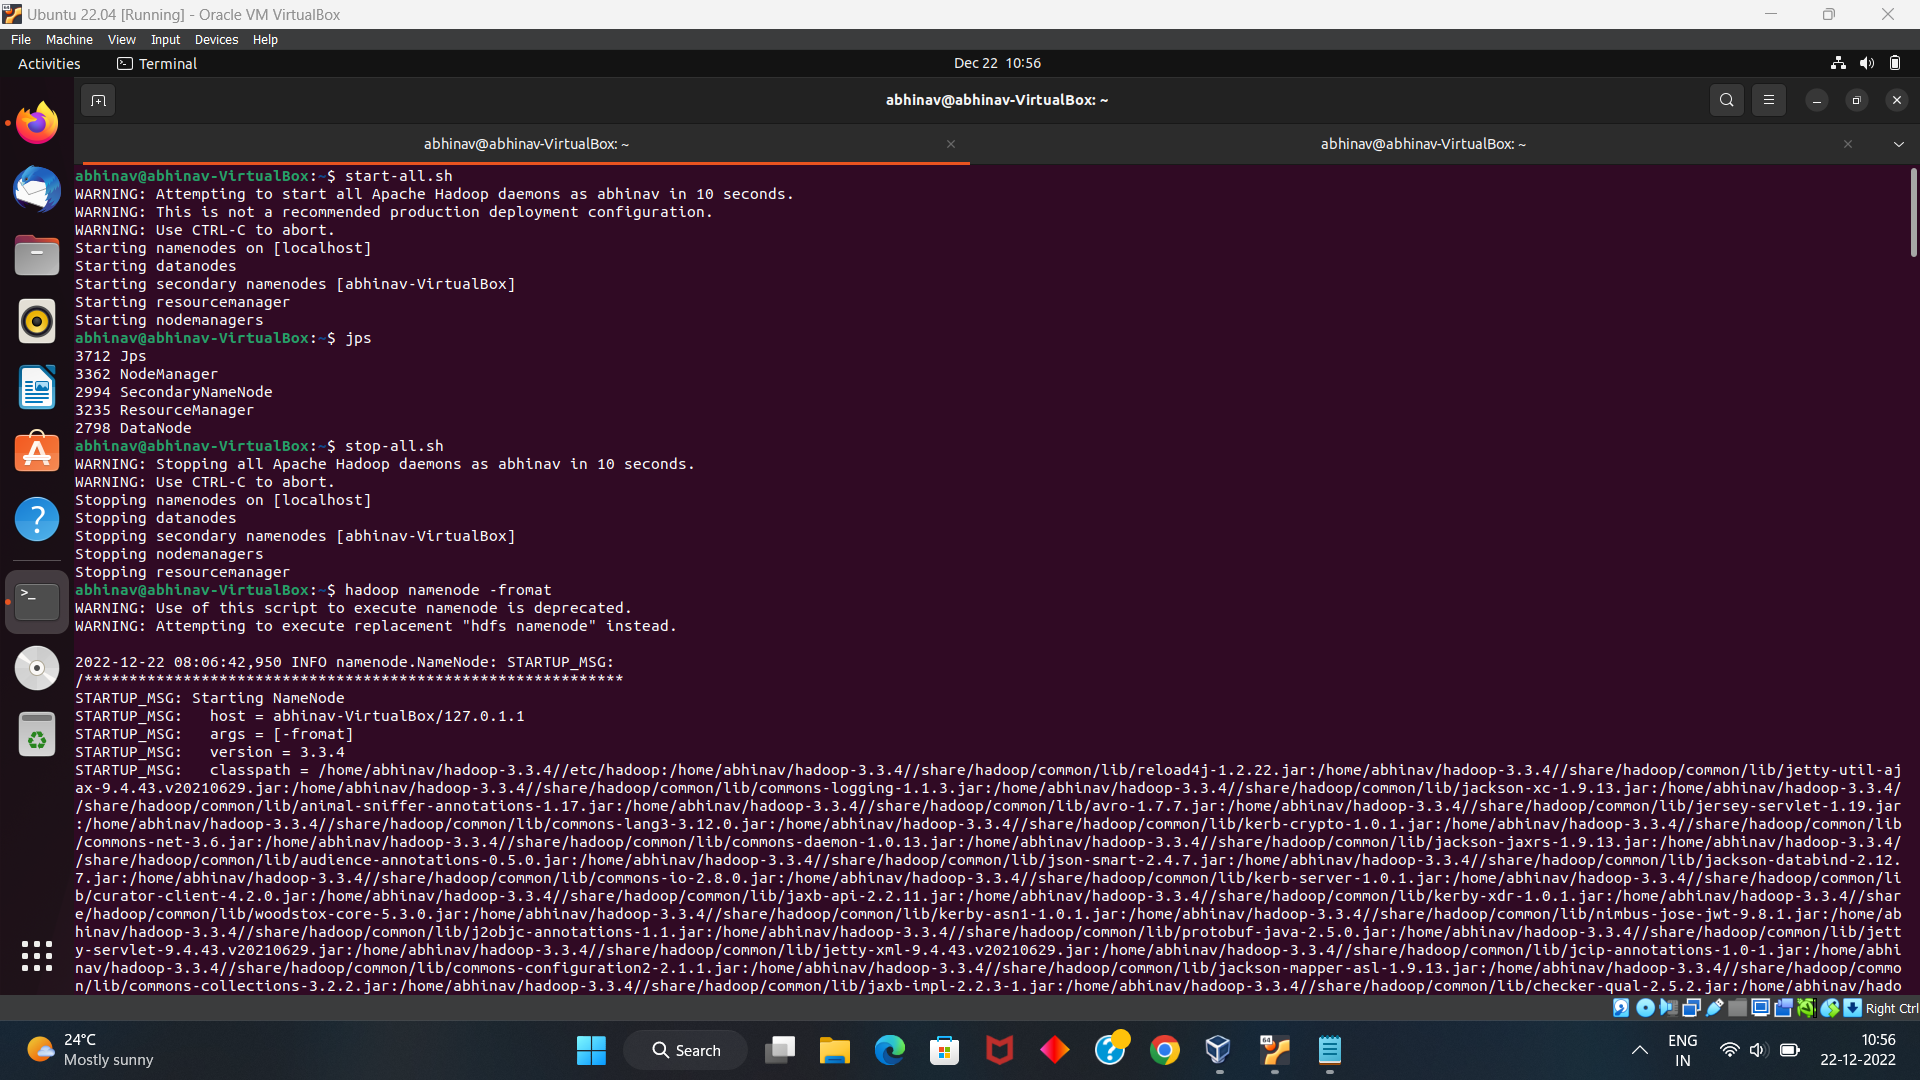 Ubuntu 22.04 [Running] - Oracle VM VirtualBox
File Machine View Input Devices Help
Activities Terminal Dec 22 10:56
abhinav@abhinav-VirtualBox: ~
abhinav@abhinav-VirtualBox: ~ abhinav@abhinav-VirtualBox: ~
abhinav@abhinav-VirtualBox:~$ start-all.sh
WARNING: Attempting to start all Apache Hadoop daemons as abhinav in 10 seconds.
WARNING: This is not a recommended production deployment configuration.
WARNING: Use CTRL-C to abort.
Starting namenodes on [localhost]
Starting datanodes
Starting secondary namenodes [abhinav-VirtualBox]
Starting resourcemanager
Starting nodemanagers
abhinav@abhinav-VirtualBox:~$ jps
3712 Jps
3362 NodeManager
2994 SecondaryNameNode
3235 ResourceManager
2798 DataNode
abhinav@abhinav-VirtualBox:~$ stop-all.sh
WARNING: Stopping all Apache Hadoop daemons as abhinav in 10 seconds.
WARNING: Use CTRL-C to abort.
Stopping namenodes on [localhost]
Stopping datanodes
Stopping secondary namenodes [abhinav-VirtualBox]
Stopping nodemanagers
Stopping resourcemanager
abhinav@abhinav-VirtualBox:~$ hadoop namenode -fromat
WARNING: Use of this script to execute namenode is deprecated.
WARNING: Attempting to execute replacement "hdfs namenode" instead.
2022-12-22 08:06:42,950 INFO namenode.NameNode: STARTUP_MSG:
/************************************************************
STARTUP_MSG: Starting NameNode
STARTUP_MSG:   host = abhinav-VirtualBox/127.0.1.1
STARTUP_MSG:   args = [-fromat]
STARTUP_MSG:   version = 3.3.4
STARTUP_MSG:   classpath = /home/abhinav/hadoop-3.3.4//etc/hadoop:/home/abhinav/hadoop-3.3.4//share/hadoop/common/lib/reload4j-1.2.22.jar:/home/abhinav/hadoop-3.3.4//share/hadoop/common/lib/jetty-util-aj
ax-9.4.43.v20210629.jar:/home/abhinav/hadoop-3.3.4//share/hadoop/common/lib/commons-logging-1.1.3.jar:/home/abhinav/hadoop-3.3.4//share/hadoop/common/lib/jackson-xc-1.9.13.jar:/home/abhinav/hadoop-3.3.4/
/share/hadoop/common/lib/animal-sniffer-annotations-1.17.jar:/home/abhinav/hadoop-3.3.4//share/hadoop/common/lib/avro-1.7.7.jar:/home/abhinav/hadoop-3.3.4//share/hadoop/common/lib/jersey-servlet-1.19.jar
:/home/abhinav/hadoop-3.3.4//share/hadoop/common/lib/commons-lang3-3.12.0.jar:/home/abhinav/hadoop-3.3.4//share/hadoop/common/lib/kerb-crypto-1.0.1.jar:/home/abhinav/hadoop-3.3.4//share/hadoop/common/lib
/commons-net-3.6.jar:/home/abhinav/hadoop-3.3.4//share/hadoop/common/lib/commons-daemon-1.0.13.jar:/home/abhinav/hadoop-3.3.4//share/hadoop/common/lib/jackson-jaxrs-1.9.13.jar:/home/abhinav/hadoop-3.3.4/
/share/hadoop/common/lib/audience-annotations-0.5.0.jar:/home/abhinav/hadoop-3.3.4//share/hadoop/common/lib/json-smart-2.4.7.jar:/home/abhinav/hadoop-3.3.4//share/hadoop/common/lib/jackson-databind-2.12.
7.jar:/home/abhinav/hadoop-3.3.4//share/hadoop/common/lib/commons-io-2.8.0.jar:/home/abhinav/hadoop-3.3.4//share/hadoop/common/lib/kerb-server-1.0.1.jar:/home/abhinav/hadoop-3.3.4//share/hadoop/common/li
b/curator-client-4.2.0.jar:/home/abhinav/hadoop-3.3.4//share/hadoop/common/lib/jaxb-api-2.2.11.jar:/home/abhinav/hadoop-3.3.4//share/hadoop/common/lib/kerby-xdr-1.0.1.jar:/home/abhinav/hadoop-3.3.4//shar
e/hadoop/common/lib/woodstox-core-5.3.0.jar:/home/abhinav/hadoop-3.3.4//share/hadoop/common/lib/kerby-asn1-1.0.1.jar:/home/abhinav/hadoop-3.3.4//share/hadoop/common/lib/nimbus-jose-jwt-9.8.1.jar:/home/ab
hinav/hadoop-3.3.4//share/hadoop/common/lib/j2objc-annotations-1.1.jar:/home/abhinav/hadoop-3.3.4//share/hadoop/common/lib/protobuf-java-2.5.0.jar:/home/abhinav/hadoop-3.3.4//share/hadoop/common/lib/jett
y-servlet-9.4.43.v20210629.jar:/home/abhinav/hadoop-3.3.4//share/hadoop/common/lib/jetty-xml-9.4.43.v20210629.jar:/home/abhinav/hadoop-3.3.4//share/hadoop/common/lib/jcip-annotations-1.0-1.jar:/home/abhi
nav/hadoop-3.3.4//share/hadoop/common/lib/commons-configuration2-2.1.1.jar:/home/abhinav/hadoop-3.3.4//share/hadoop/common/lib/jackson-mapper-asl-1.9.13.jar:/home/abhinav/hadoop-3.3.4//share/hadoop/commo
n/lib/commons-collections-3.2.2.jar:/home/abhinav/hadoop-3.3.4//share/hadoop/common/lib/jaxb-impl-2.2.3-1.jar:/home/abhinav/hadoop-3.3.4//share/hadoop/common/lib/checker-qual-2.5.2.jar:/home/abhinav/hado
Right Ctrl
24°C
Mostly sunny
Search
ENG
IN
10:56
22-12-2022